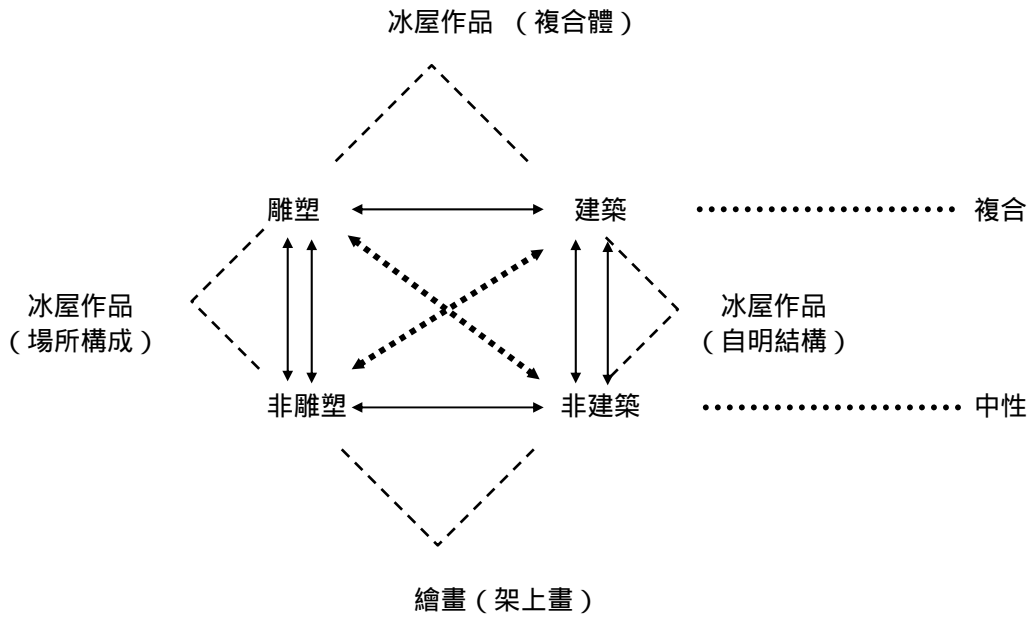 冰屋作品 （複合體）
雕塑 建築 複合
冰屋作品
（場所構成）
冰屋作品
（自明結構）
非雕塑 非建築 中性
繪畫（架上畫）